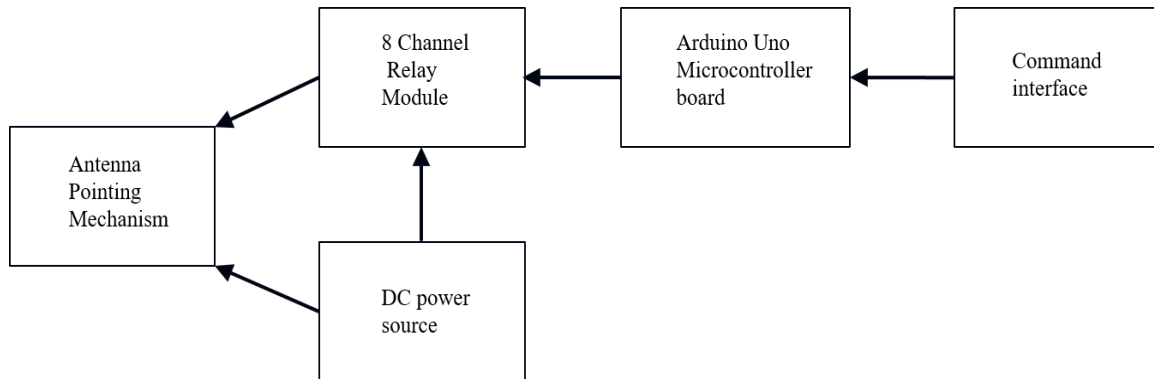 8 Channel
Relay
Module
Arduino Uno
Microcontroller
board
Command
interface
Antenna
Pointing
Mechanism
DC power
source